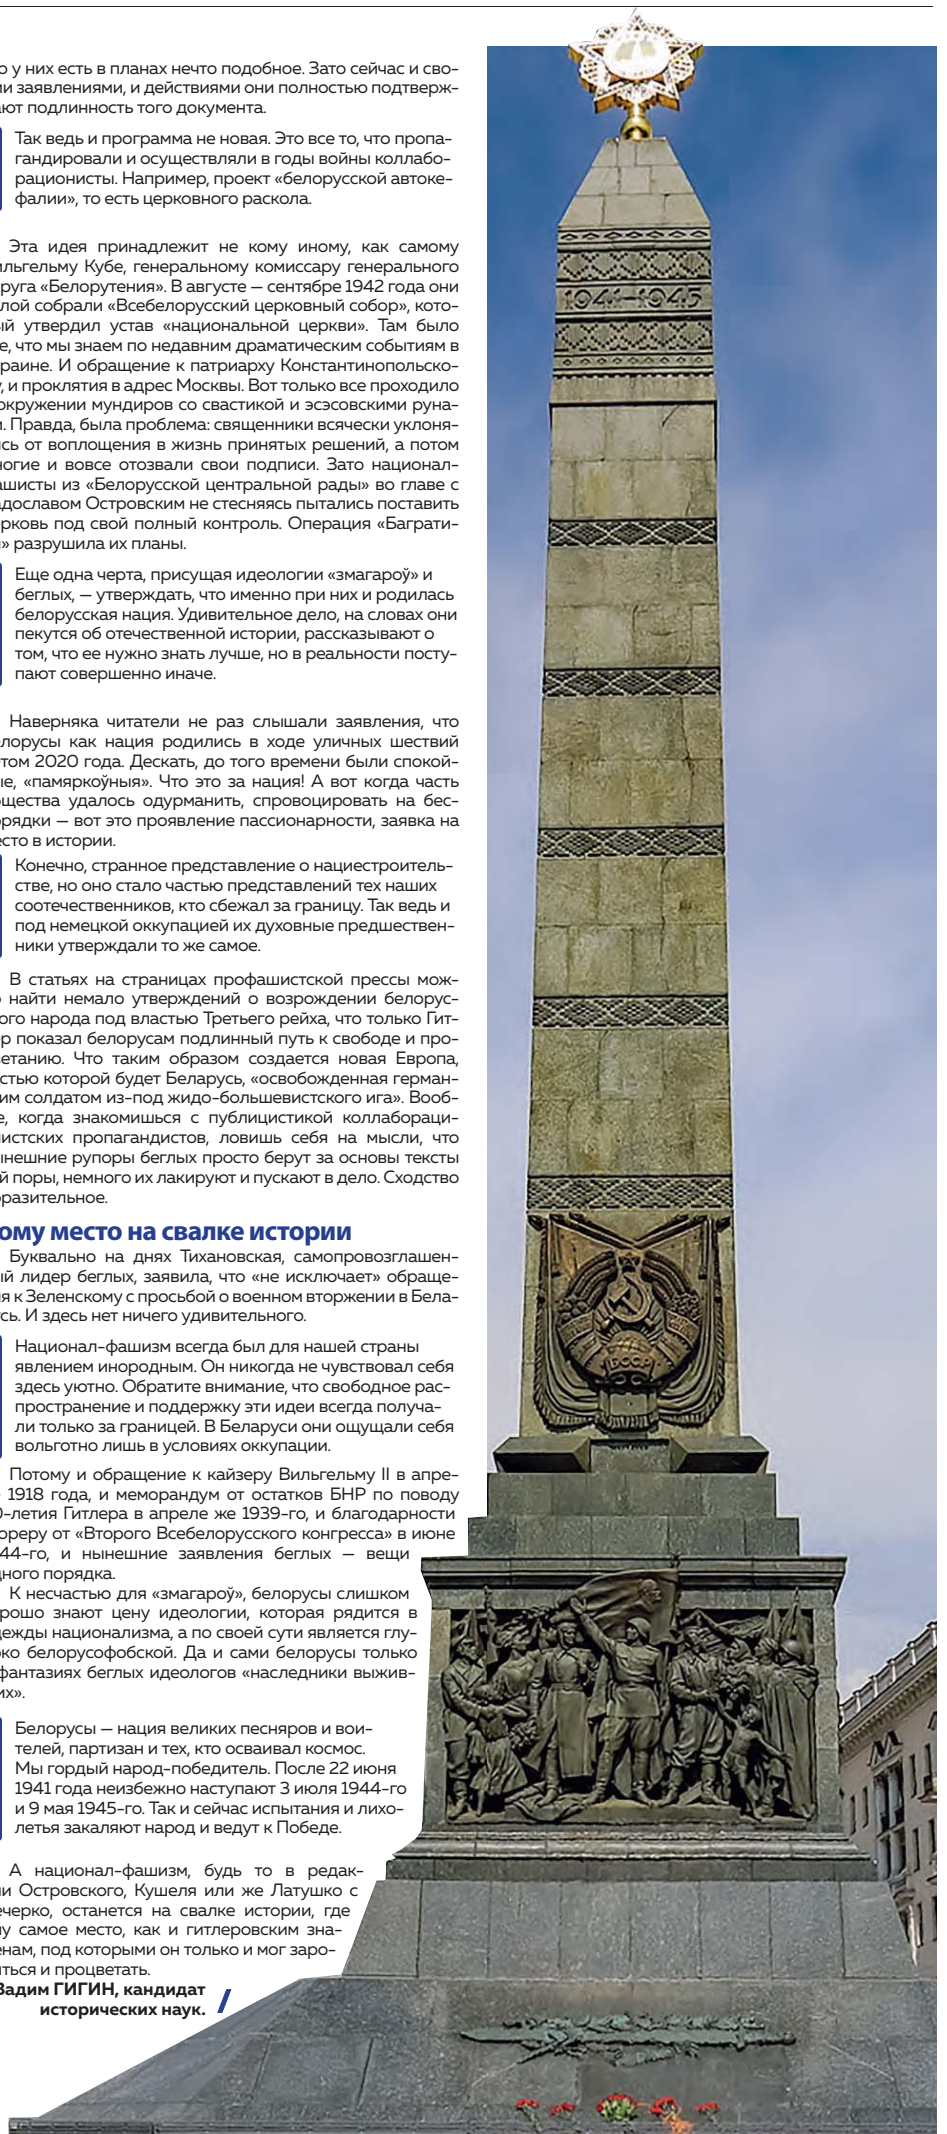 о у них есть в планах нечто подобное. Зато сейчас и сво-
ми заявлениями, и действиями они полностью подтверж-
ают подлинность того документа.
Так ведь и программа не новая. Это все то, что пропа-
гандировали и осуществляли в годы войны коллабо-
рационисты. Например, проект «белорусской автоке-
фалии», то есть церковного раскола.
Эта идея принадлежит не кому иному, как самому
ильгельму Кубе, генеральному комиссару генерального
руга «Белорутения». В августе — сентябре 1942 года они
лой собрали «Всебелорусский церковный собор», кото-
ый утвердил устав «национальной церкви». Там было
е, что мы знаем по недавним драматическим событиям в
раине. И обращение к патриарху Константинопольско-
у, и проклятия в адрес Москвы. Вот только все проходило
окружении мундиров со свастикой и эсэсовскими руна-
и. Правда, была проблема: священники всячески уклоня-
сь от воплощения в жизнь принятых решений, а потом
ногие и вовсе отозвали свои подписи. Зато национал-
ашисты из «Белорусской центральной рады» во главе с
адославом Островским не стесняясь пытались поставить
ерковь под свой полный контроль. Операция «Баграти-
н» разрушила их планы.
Еще одна черта, присущая идеологии «змагароў» и
беглых, — утверждать, что именно при них и родилась
белорусская нация. Удивительное дело, на словах они
пекутся об отечественной истории, рассказывают о
том, что ее нужно знать лучше, но в реальности посту-
пают совершенно иначе.
Наверняка читатели не раз слышали заявления, что
елорусы как нация родились в ходе уличных шествий
том 2020 года. Дескать, до того времени были спокой-
ые, «памяркоўныя». Что это за нация! А вот когда часть
бщества удалось одурманить, спровоцировать на бес-
орядки — вот это проявление пассионарности, заявка на
есто в истории.
Конечно, странное представление о нациестроитель-
стве, но оно стало частью представлений тех наших
соотечественников, кто сбежал за границу. Так ведь и
под немецкой оккупацией их духовные предшествен-
ники утверждали то же самое.
В статьях на страницах профашистской прессы мож-
о найти немало утверждений о возрождении белорус-
ого народа под властью Третьего рейха, что только Гит-
ер показал белорусам подлинный путь к свободе и про-
ветанию. Что таким образом создается новая Европа,
стью которой будет Беларусь, «освобожденная герман-
им солдатом из-под жидо-большевистского ига». Вооб-
е, когда знакомишься с публицистикой коллабораци-
нистских пропагандистов, ловишь себя на мысли, что
ынешние рупоры беглых просто берут за основы тексты
й поры, немного их лакируют и пускают в дело. Сходство
разительное.
ому место на свалке истории
Буквально на днях Тихановская, самопровозглашен-
ый лидер беглых, заявила, что «не исключает» обраще-
ия к Зеленскому с просьбой о военном вторжении в Бела-
сь. И здесь нет ничего удивительного.
Национал-фашизм всегда был для нашей страны
явлением инородным. Он никогда не чувствовал себя
здесь уютно. Обратите внимание, что свободное рас-
пространение и поддержку эти идеи всегда получа-
ли только за границей. В Беларуси они ощущали себя
вольготно лишь в условиях оккупации.
Потому и обращение к кайзеру Вильгельму II в апре-
1918 года, и меморандум от остатков БНР по поводу
0-летия Гитлера в апреле же 1939-го, и благодарности
юреру от «Второго Всебелорусского конгресса» в июне
44-го, и нынешние заявления беглых — вещи
дного порядка.
К несчастью для «змагароў», белорусы слишком
рошо знают цену идеологии, которая рядится в
дежды национализма, а по своей сути является глу-
ко белорусофобской. Да и сами белорусы только
фантазиях беглых идеологов «наследники выжив-
их».
Белорусы — нация великих песняров и вои-
телей, партизан и тех, кто осваивал космос.
Мы гордый народ-победитель. После 22 июня
1941 года неизбежно наступают 3 июля 1944-го
и 9 мая 1945-го. Так и сейчас испытания и лихо-
летья закаляют народ и ведут к Победе.
А национал-фашизм, будь то в редак-
ии Островского, Кушеля или же Латушко с
ечерко, останется на свалке истории, где
му самое место, как и гитлеровским зна-
енам, под которыми он только и мог заро-
иться и процветать.
Вадим ГИГИН, кандидат
исторических наук.
1941–1945
БССР